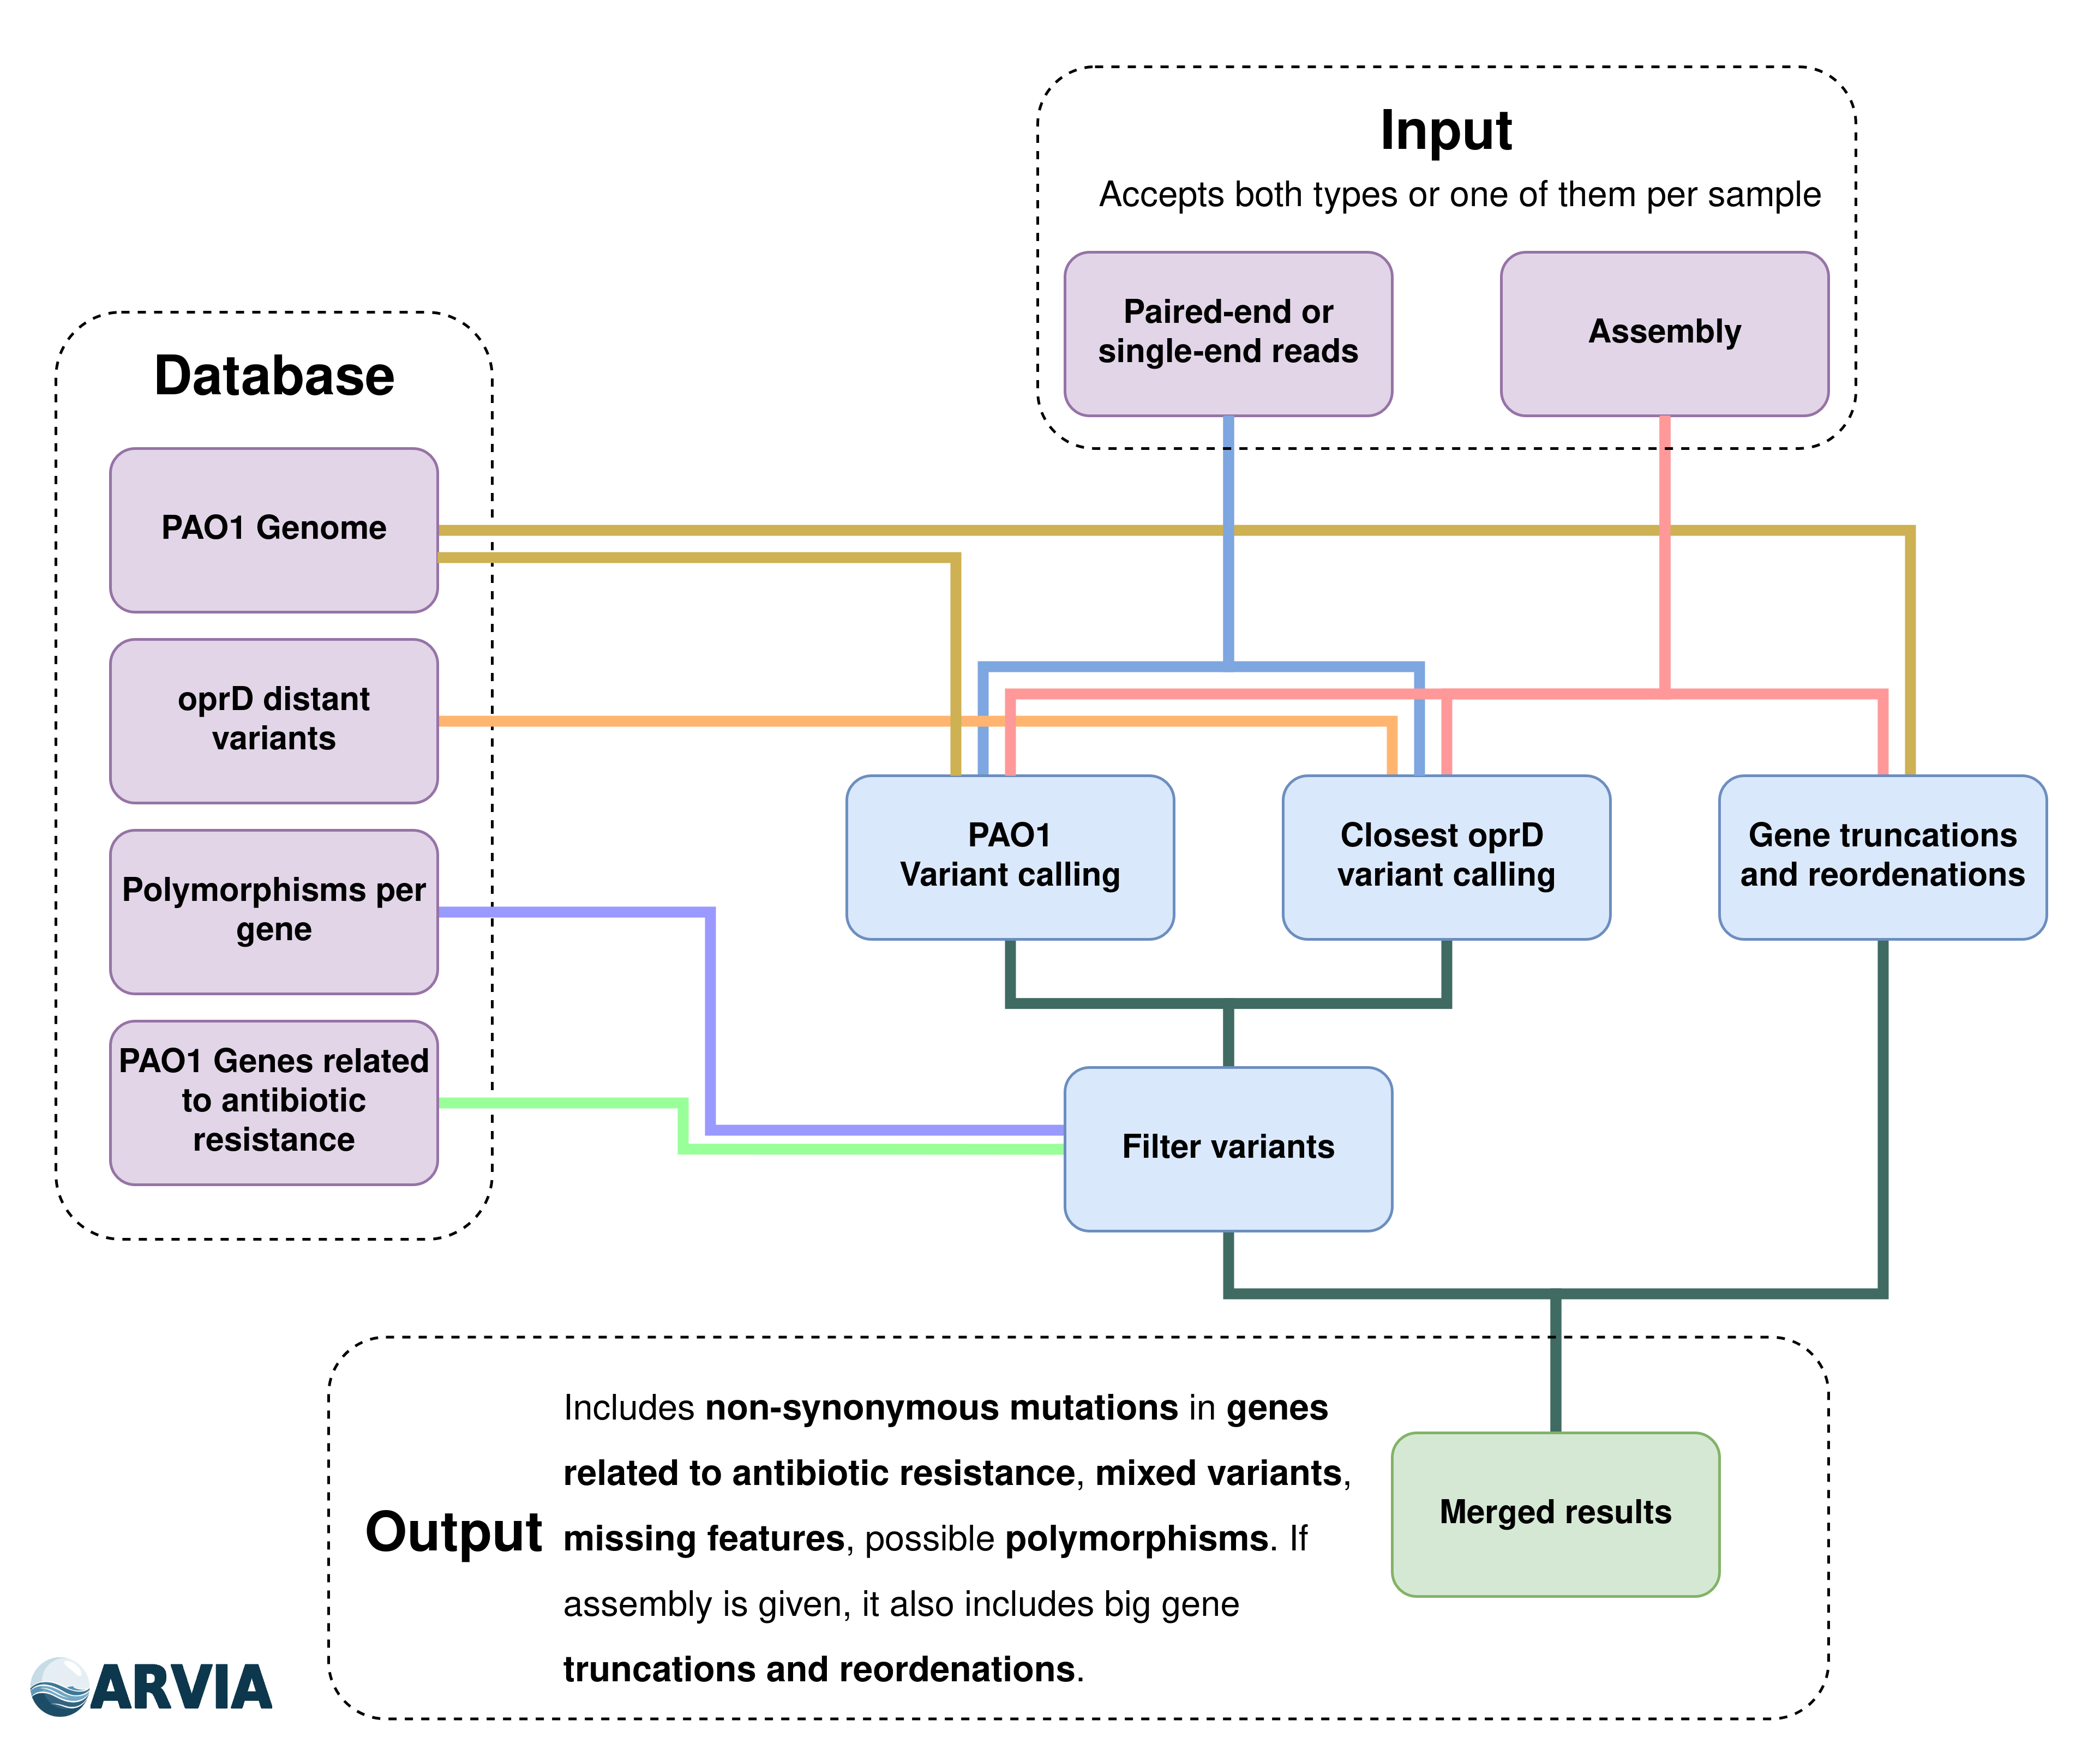 Input
Accepts both types or one of them per sample
Paired-end or
single-end reads
Assembly
Database
PAO1 Genome
oprD distant
variants
Polymorphisms per
gene
PAO1 Genes related
to antibiotic
resistance
PAO1
Variant calling
Closest oprD
variant calling
Gene truncations
and reordenations
Filter variants
Output
Includes non-synonymous mutations in genes
related to antibiotic resistance, mixed variants,
missing features, possible polymorphisms. If
assembly is given, it also includes big gene
truncations and reordenations.
Merged results
ARVIA